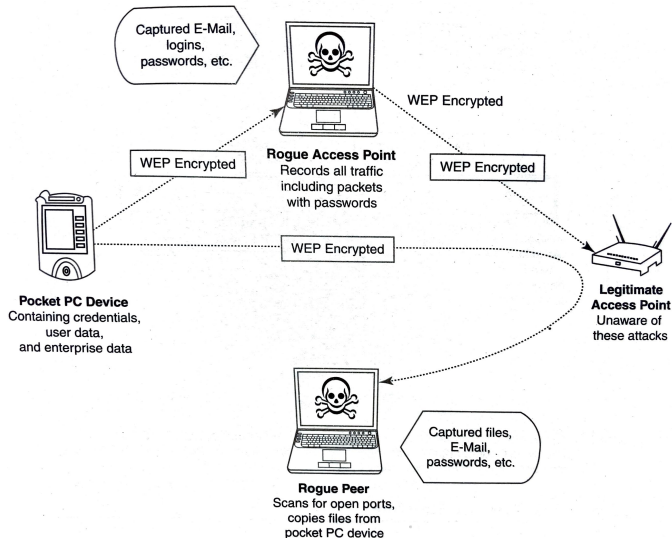 Captured E-Mail,
logins,
passwords, etc.
WEP Encrypted
WEP Encrypted
Rogue Access Point
Records all traffic
including packets
with passwords
WEP Encrypted
WEP Encrypted
Pocket PC Device
Containing credentials,
user data,
and enterprise data
Legitimate
Access Point
Unaware of
these attacks
Captured files,
E-Mail,
passwords, etc.
Rogue Peer
Scans for open ports,
copies files from
pocket PC device